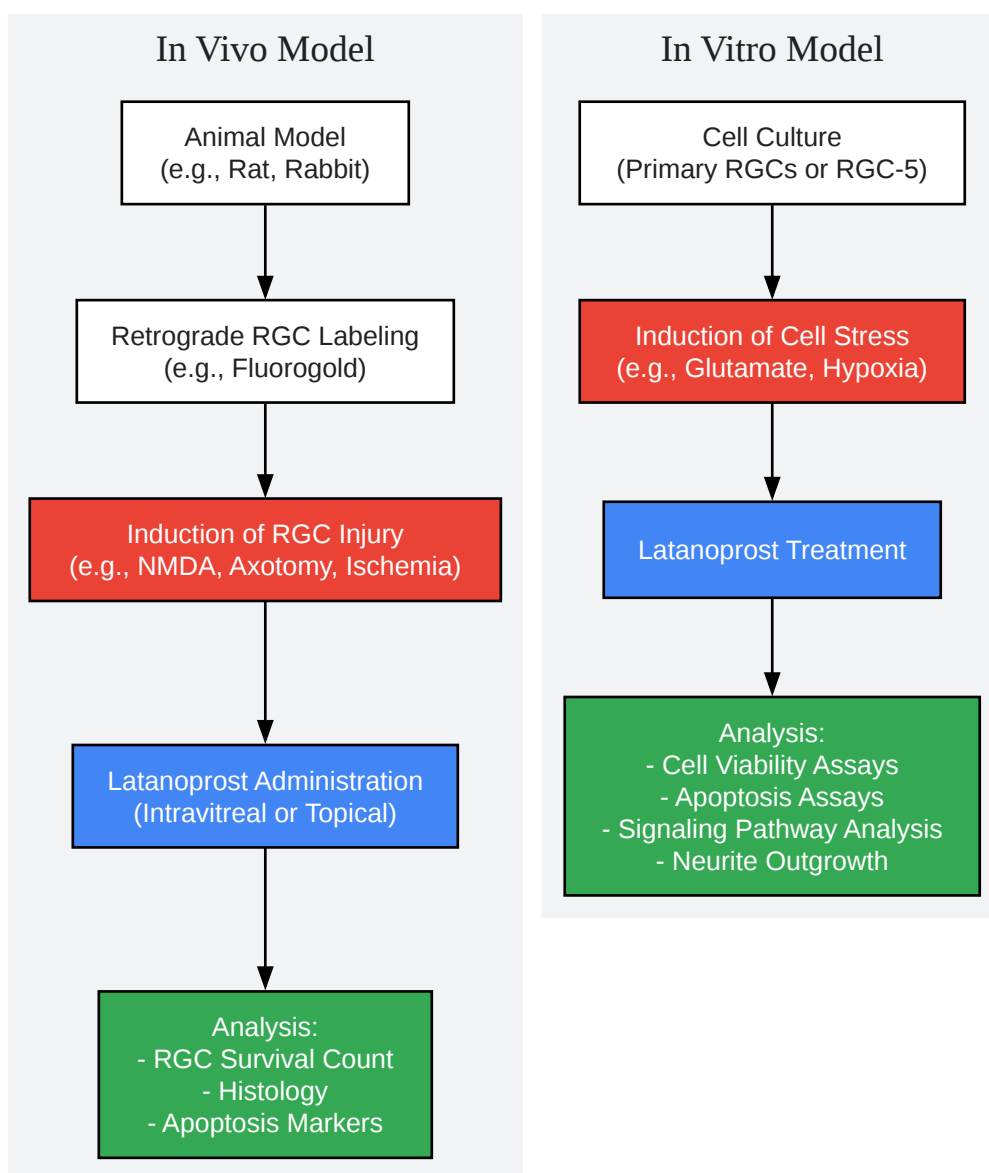 In Vivo Model
Animal Model
(e.g., Rat, Rabbit)
Retrograde RGC Labeling
(e.g., Fluorogold)
Induction of RGC Injury
(e.g., NMDA, Axotomy, Ischemia)
Latanoprost Administration
(Intravitreal or Topical)
Analysis:
- RGC Survival Count
- Histology
- Apoptosis Markers
In Vitro Model
Cell Culture
(Primary RGCs or RGC-5)
Induction of Cell Stress
(e.g., Glutamate, Hypoxia)
Latanoprost Treatment
Analysis:
- Cell Viability Assays
- Apoptosis Assays
- Signaling Pathway Analysis
- Neurite Outgrowth